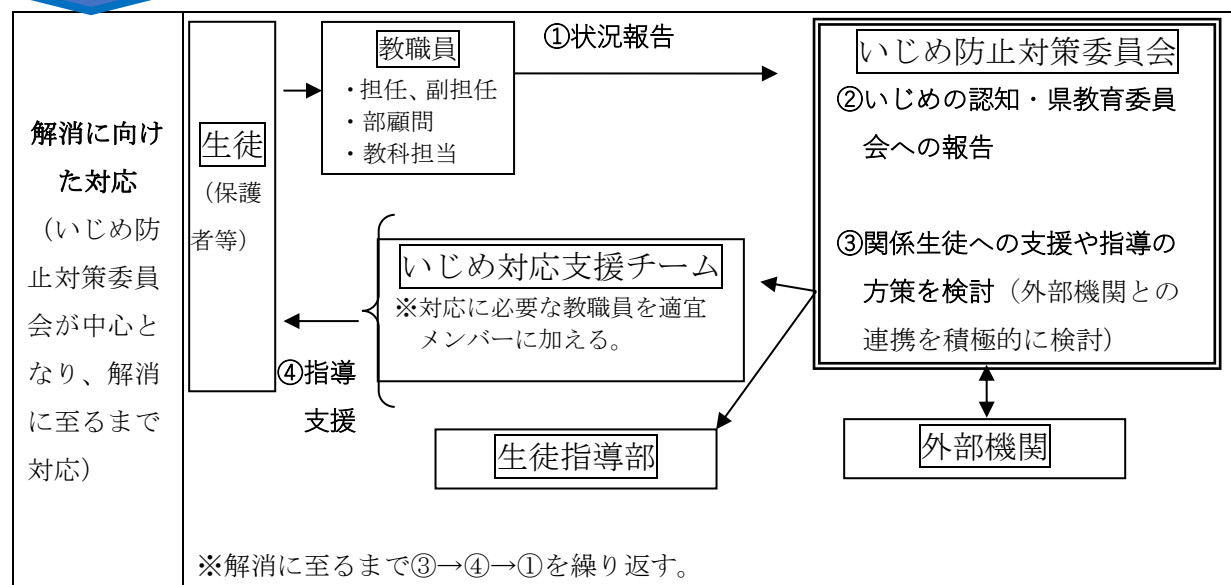 解消に向け
た対応
（いじめ防
止対策委員
会が中心と
なり、解消
に至るまで
対応）
生徒
（保護
者等）
教職員
・担任、副担任
・部顧問
・教科担当
①状況報告
いじめ防止対策委員会
②いじめの認知・県教育委員
会への報告
③関係生徒への支援や指導の
方策を検討（外部機関との
連携を積極的に検討）
いじめ対応支援チーム
※対応に必要な教職員を適宜
メンバーに加える。
④指導
支援
生徒指導部
外部機関
※解消に至るまで③→④→①を繰り返す。